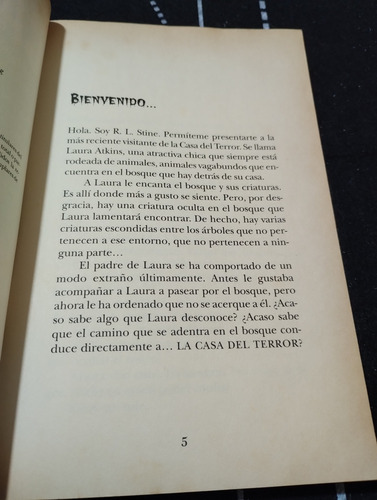 BIENVENIDO...
Hola. Soy R. L. Stine. Permíteme presentarte a la
más reciente visitante de la Casa del Terror. Se llama
Laura Atkins, una atractiva chica que siempre está
rodeada de animales, animales vagabundos que en-
cuentra en el bosque que hay detrás de su casa.
A Laura le encanta el bosque y sus criaturas.
Es allí donde más a gusto se siente. Pero, por des-
gracia, hay una criatura oculta en el bosque que
Laura lamentará encontrar. De hecho, hay varias
criaturas escondidas entre los árboles que no per-
tenecen a ese entorno, que no pertenecen a nin-
guna parte...
El padre de Laura se ha comportado de un
modo extraño últimamente. Antes le gustaba
acompañar a Laura a pasear por el bosque, pero
ahora le ha ordenado que no se acerque a él. ¿Aca-
so sabe algo que Laura desconoce? ¿Acaso sabe
que el camino que se adentra en el bosque con-
duce directamente a... LA CASA DEL TERROR?
5